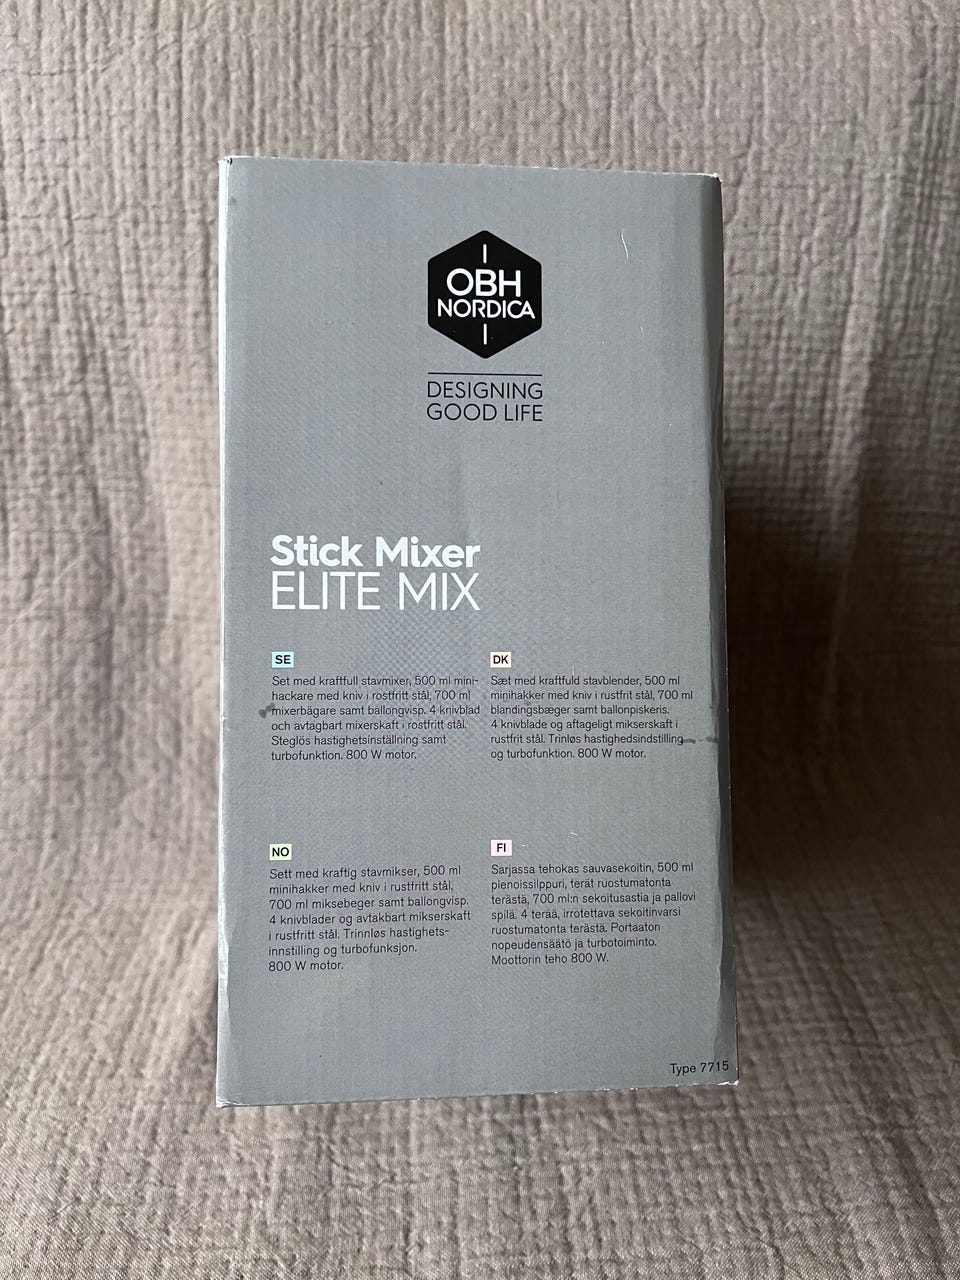 OBH
NORDICA
DESIGNING
GOOD LIFE
Stick Mixer
ELITE MIX
SE
Set med kraftfull stavmixer, 500 ml mini-
hackare med kniv i rostfritt stål, 700 ml
mixerbägare samt ballongvisp. 4 knivblad
och avtagbart mixerskaft i rostfritt stål.
Steglös hastighetsinställning samt
turbofunktion. 800 W motor.
DK
Sæt med kraftfuld stavblender, 500 ml
minihakker med kniv i rustfrit stål, 700 ml
blandingsbæger samt ballonpiskeris.
4 knivblade og aftageligt mikserskaft i
rustfrit stål. Trinløs hastighedsindstilling
og turbofunktion. 800 W motor.
NO
Sett med kraftig stavmikser, 500 ml
minihakker med kniv i rustfritt stål,
700 ml miksebeger samt ballongvisp.
4 knivblader og avtakbart mikserskaft
i rustfritt stål. Trinnløs hastighets-
innstilling og turbofunksjon.
800 W motor.
FI
Sarjassa tehokas sauvasekoitin, 500 ml
pienoissilppuri, terät ruostumatonta
terästä, 700 ml:n sekoitusastia ja pallovi
spilä. 4 terää, irrotettava sekoitinvarsi
ruostumatonta terästä. Portaaton
nopeudensäätö ja turbotoiminto.
Moottorin teho 800 W.
Type 7715